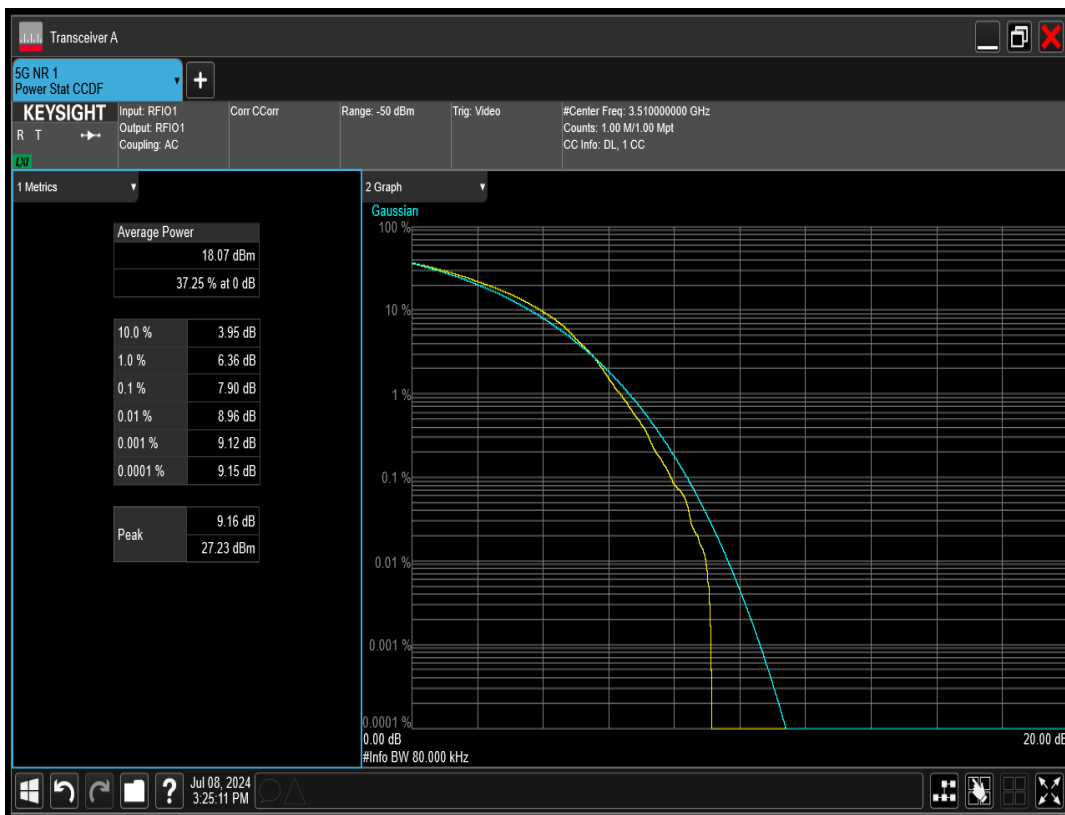 Transceiver A
5G NR 1
Power Stat CCDF
+
KEYSIGHT
R T
LXI
Input: RFIO1
Output: RFIO1
Coupling: AC
Corr CCorr
Range: -50 dBm
Trig: Video
#Center Freq: 3.510000000 GHz
Counts: 1.00 M/1.00 Mpt
CC Info: DL, 1 CC
1 Metrics
Average Power
18.07 dBm
37.25 % at 0 dB
10.0 % 3.95 dB
1.0 % 6.36 dB
0.1 % 7.90 dB
0.01 % 8.96 dB
0.001 % 9.12 dB
0.0001 % 9.15 dB
Peak
9.16 dB
27.23 dBm
2 Graph
Gaussian
100 %
10 %
1 %
0.1 %
0.01 %
0.001 %
0.0001 %
0.00 dB
20.00 dB
#Info BW 80.000 kHz
?
Jul 08, 2024
3:25:11 PM